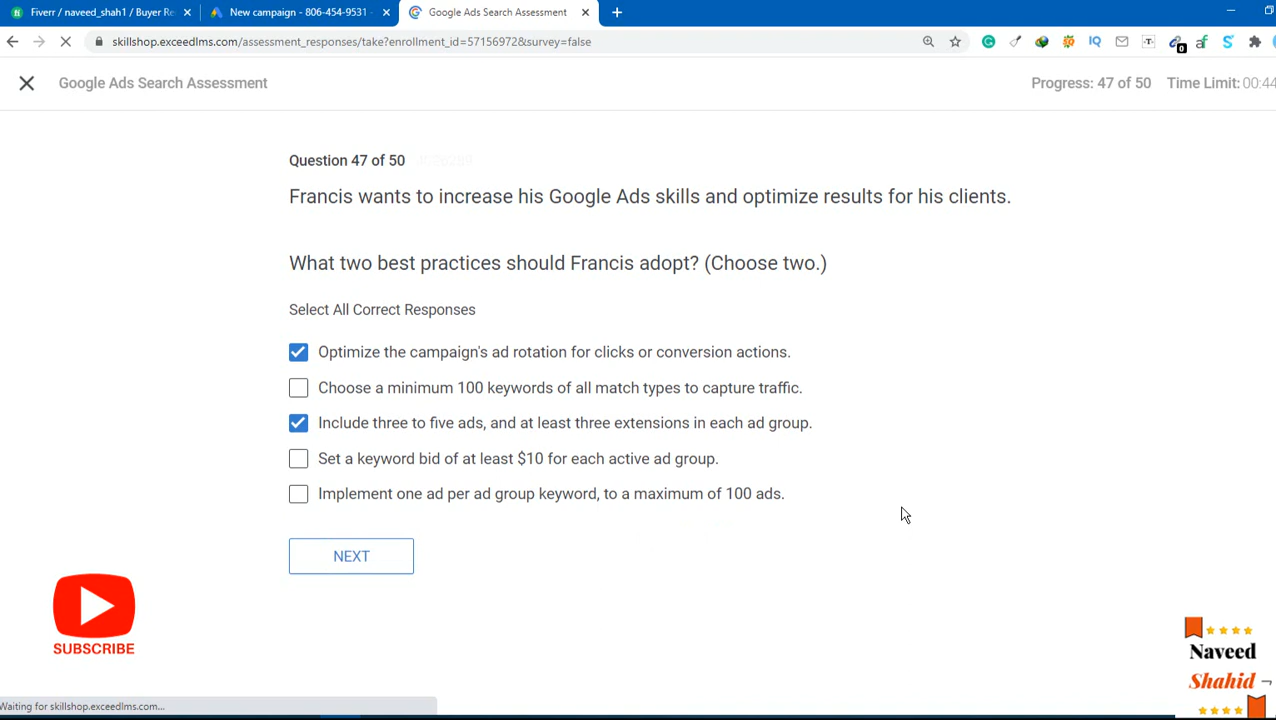 Fiverr / naveed_shah1 / Buyer Re
New campaign - 806-454-9531 -
Google Ads Search Assessment
skillshop.exceedlms.com/assessment_responses/take?enrollment_id=57156972&survey=false
Google Ads Search Assessment
Progress: 47 of 50
Time Limit: 00:44
Question 47 of 50
Francis wants to increase his Google Ads skills and optimize results for his clients.
What two best practices should Francis adopt? (Choose two.)
Select All Correct Responses
Optimize the campaign's ad rotation for clicks or conversion actions.
Choose a minimum 100 keywords of all match types to capture traffic.
Include three to five ads, and at least three extensions in each ad group.
Set a keyword bid of at least $10 for each active ad group.
Implement one ad per ad group keyword, to a maximum of 100 ads.
NEXT
SUBSCRIBE
Naveed
Shahid
Waiting for skillshop.exceedlms.com...